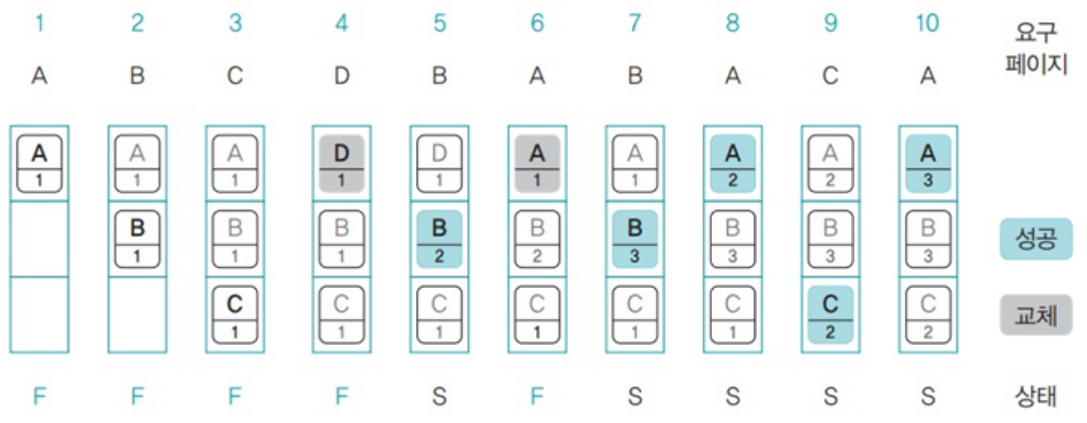 1 2 3 4 5 6 7 8 9 10 요구
페이지
A B C D B A B A C A
A A A D D A A A A A
1 1 1 1 1 1 1 2 2 3
B B B B B B B B B 성공
1 1 1 2 2 3 3 3 3
C C C C C C C C 교체
1 1 1 1 1 1 2 2
F F F F S F S S S S 상태